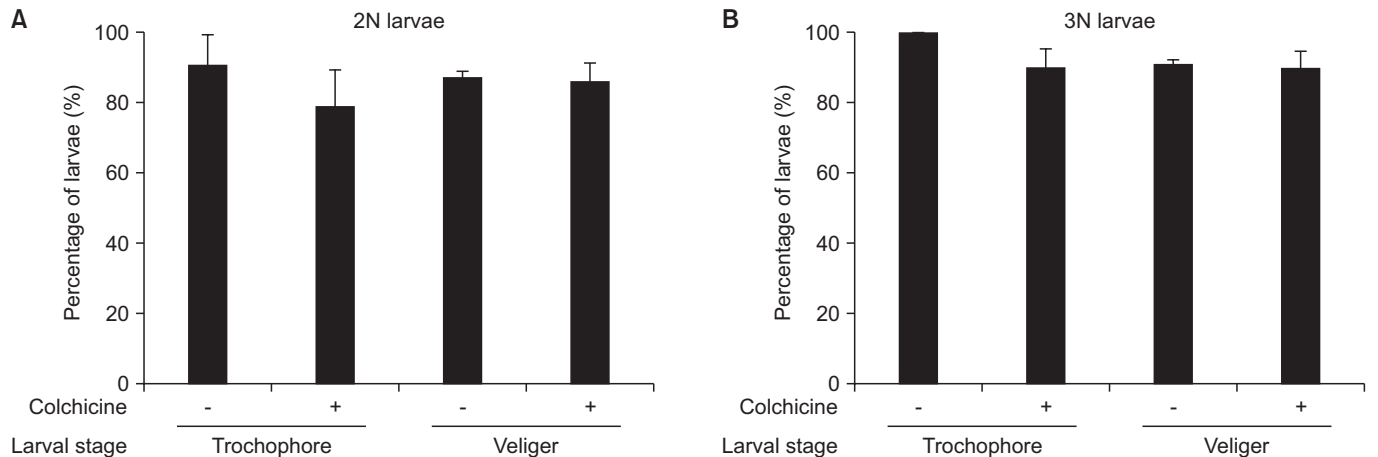 A
2N larvae
Percentage of larvae (%)
100
80
60
40
20
0
Colchicine - + - +
Larval stage Trochophore Veliger
B
3N larvae
Percentage of larvae (%)
100
80
60
40
20
0
Colchicine - + - +
Larval stage Trochophore Veliger